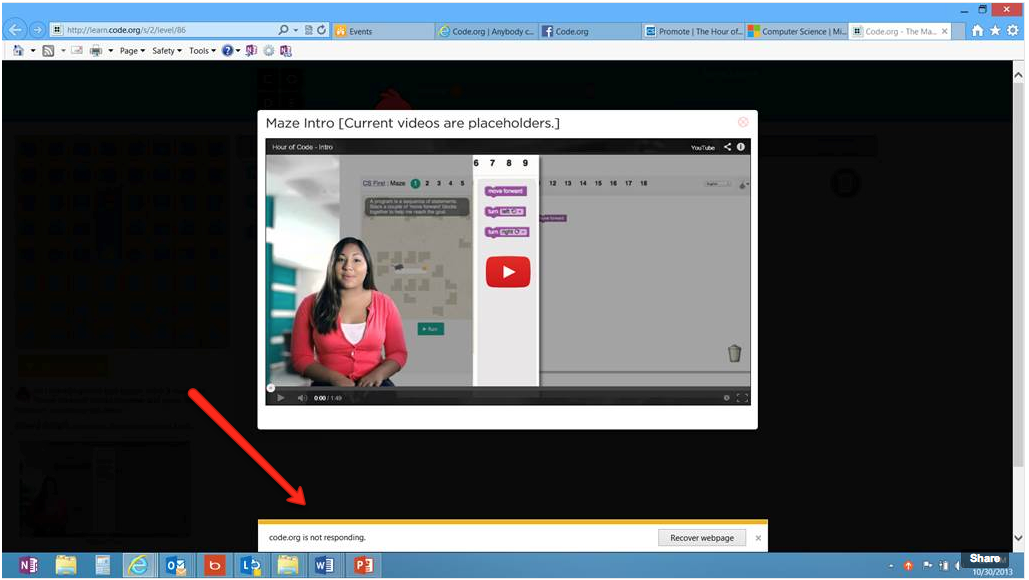 http://learn.code.org/s/2/level/86
Events
Code.org | Anybody c...
Code.org
Promote | The Hour of...
Computer Science | Mi...
Code.org - The Ma...
Page
Safety
Tools
Maze Intro [Current videos are placeholders.]
Hour of Code - Intro
YouTube
6 7 8 9
CS First : Maze 1 2 3 4 5
12 13 14 15 16 17 18
English
move forward
A program is a sequence of statements.
Stack a couple of 'move forward' blocks
together to help me reach the goal.
turn left
move forward
turn right
Run
0:00 / 1:49
code.org is not responding.
Recover webpage
Share
10/30/2013